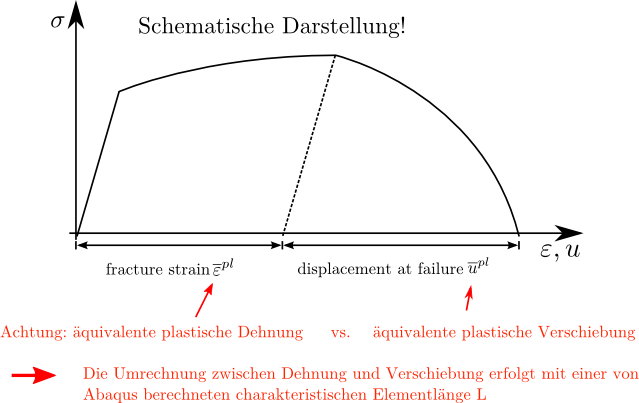 Schematische Darstellung!
σ
ε, u
fracture strain ε̅^pl
displacement at failure u̅^pl
Achtung: äquivalente plastische Dehnung vs. äquivalente plastische Verschiebung
Die Umrechnung zwischen Dehnung und Verschiebung erfolgt mit einer von
Abaqus berechneten charakteristischen Elementlänge L